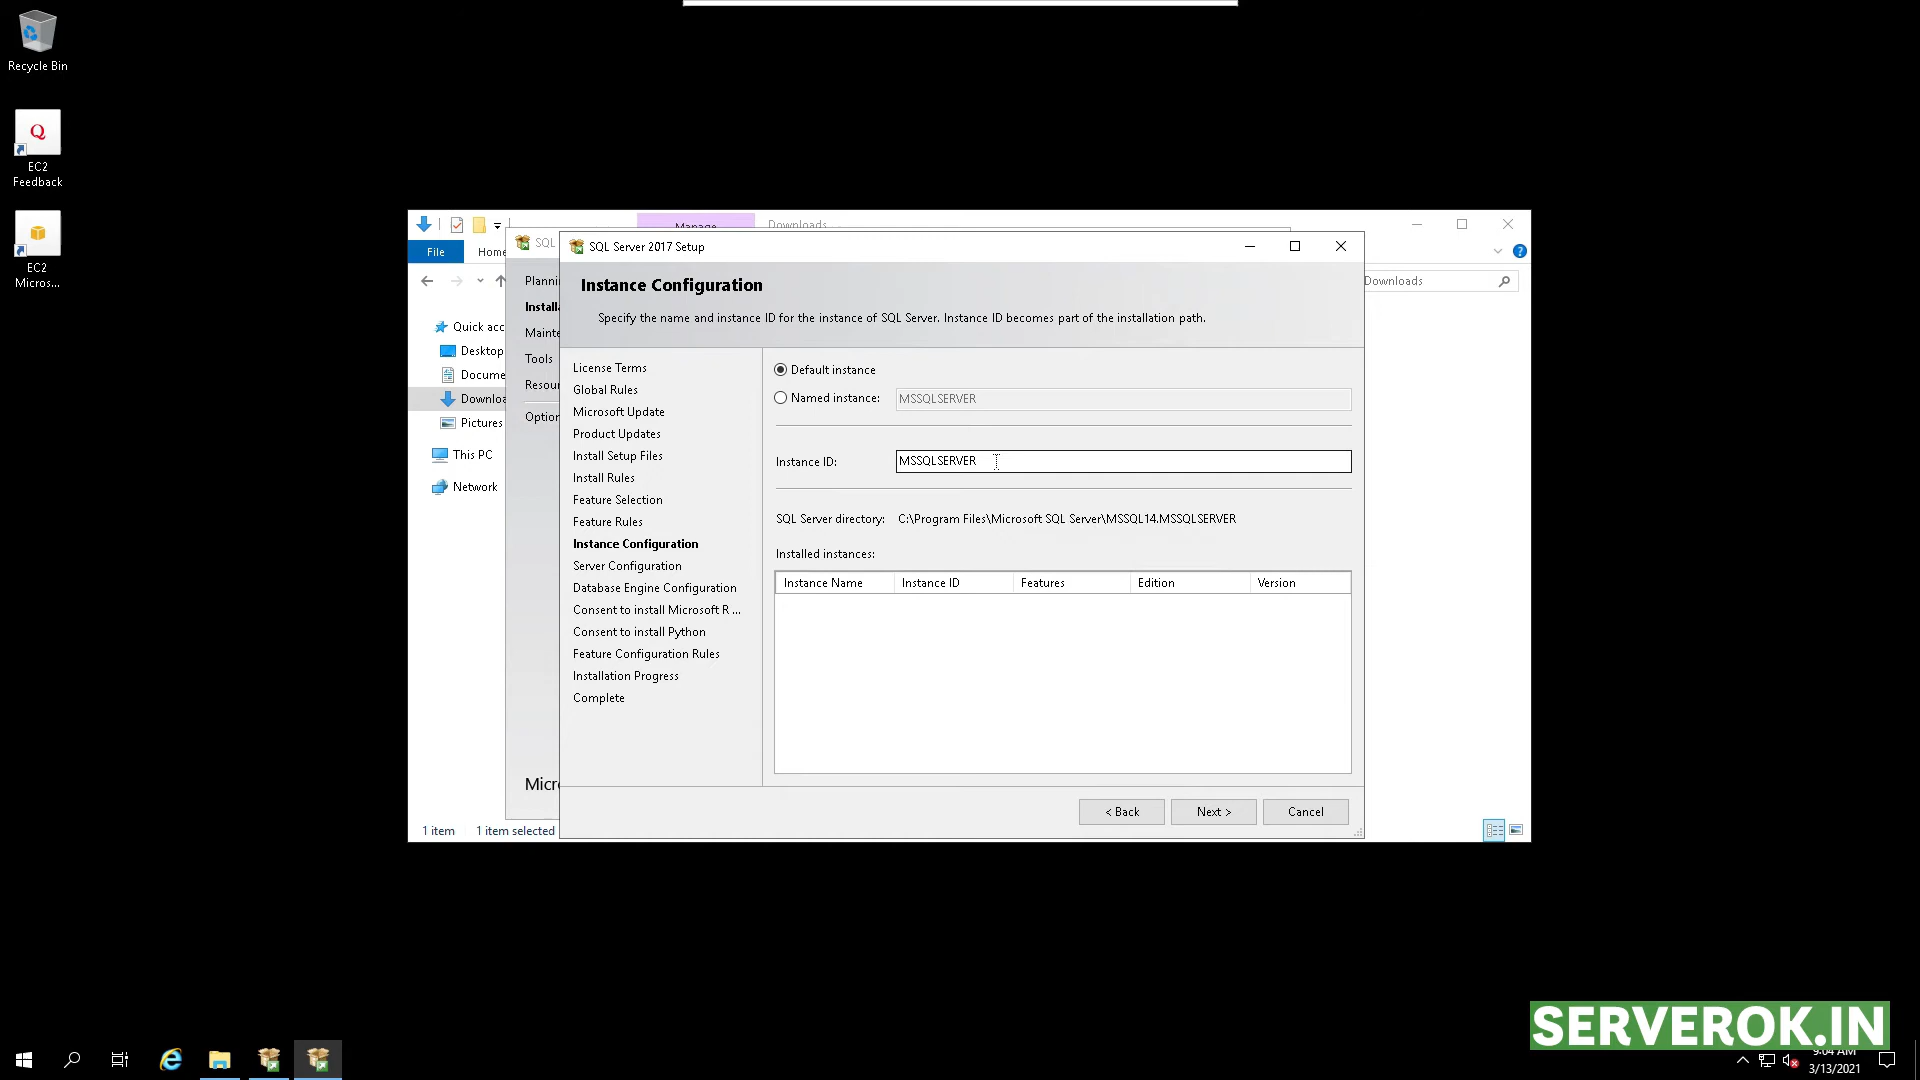 Recycle Bin
EC2
Feedback
EC2
Micros...
Manage
Downloads
File
Home
Downloads
Quick acc
Desktop
Docume
Downloa
Pictures
This PC
Network
1 item
1 item selected
SQL
Planni
Installa
Mainte
Tools
Resour
Option
Micro
SQL Server 2017 Setup
Instance Configuration
Specify the name and instance ID for the instance of SQL Server. Instance ID becomes part of the installation path.
License Terms
Global Rules
Microsoft Update
Product Updates
Install Setup Files
Install Rules
Feature Selection
Feature Rules
Instance Configuration
Server Configuration
Database Engine Configuration
Consent to install Microsoft R ...
Consent to install Python
Feature Configuration Rules
Installation Progress
Complete
Default instance
Named instance: MSSQLSERVER
Instance ID: MSSQLSERVER
SQL Server directory: C:\Program Files\Microsoft SQL Server\MSSQL14.MSSQLSERVER
Installed instances:
Instance Name Instance ID Features Edition Version
< Back Next > Cancel
SERVEROK.IN
9:04 AM
3/13/2021